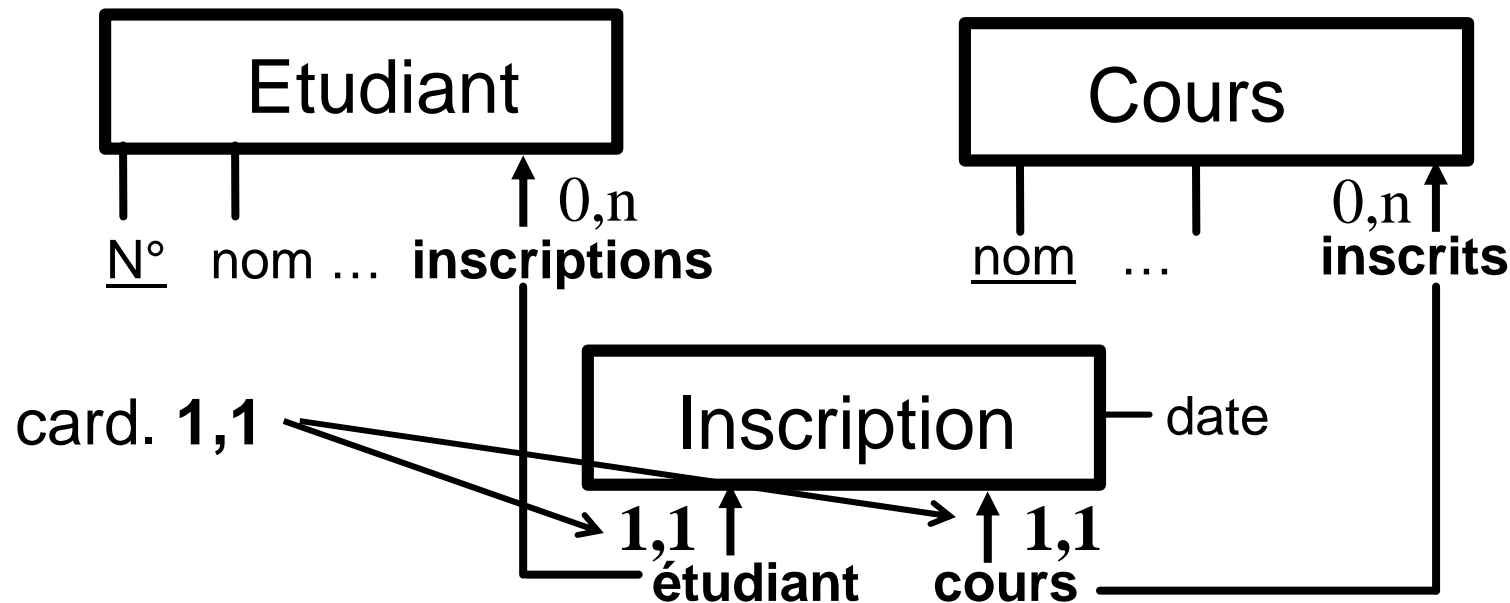 Etudiant
Cours
0,n
0,n
N° nom … inscriptions
nom …
inscrits
Inscription
date
card. 1,1
1,1
1,1
étudiant
cours